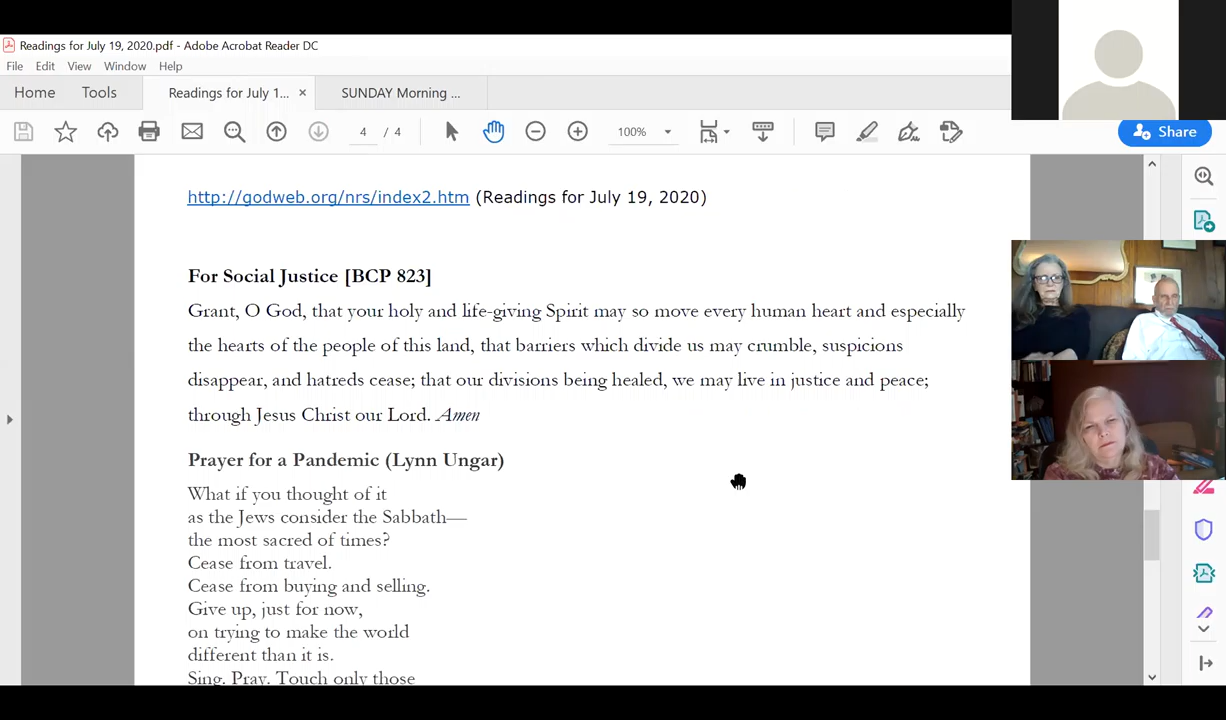 Readings for July 19, 2020.pdf - Adobe Acrobat Reader DC
File Edit View Window Help
Home Tools Readings for July 1... × SUNDAY Morning ...
4 / 4 100% Share
http://godweb.org/nrs/index2.htm (Readings for July 19, 2020)
For Social Justice [BCP 823]
Grant, O God, that your holy and life-giving Spirit may so move every human heart and especially
the hearts of the people of this land, that barriers which divide us may crumble, suspicions
disappear, and hatreds cease; that our divisions being healed, we may live in justice and peace;
through Jesus Christ our Lord. Amen
Prayer for a Pandemic (Lynn Ungar)
What if you thought of it
as the Jews consider the Sabbath—
the most sacred of times?
Cease from travel.
Cease from buying and selling.
Give up, just for now,
on trying to make the world
different than it is.
Sing. Pray. Touch only those